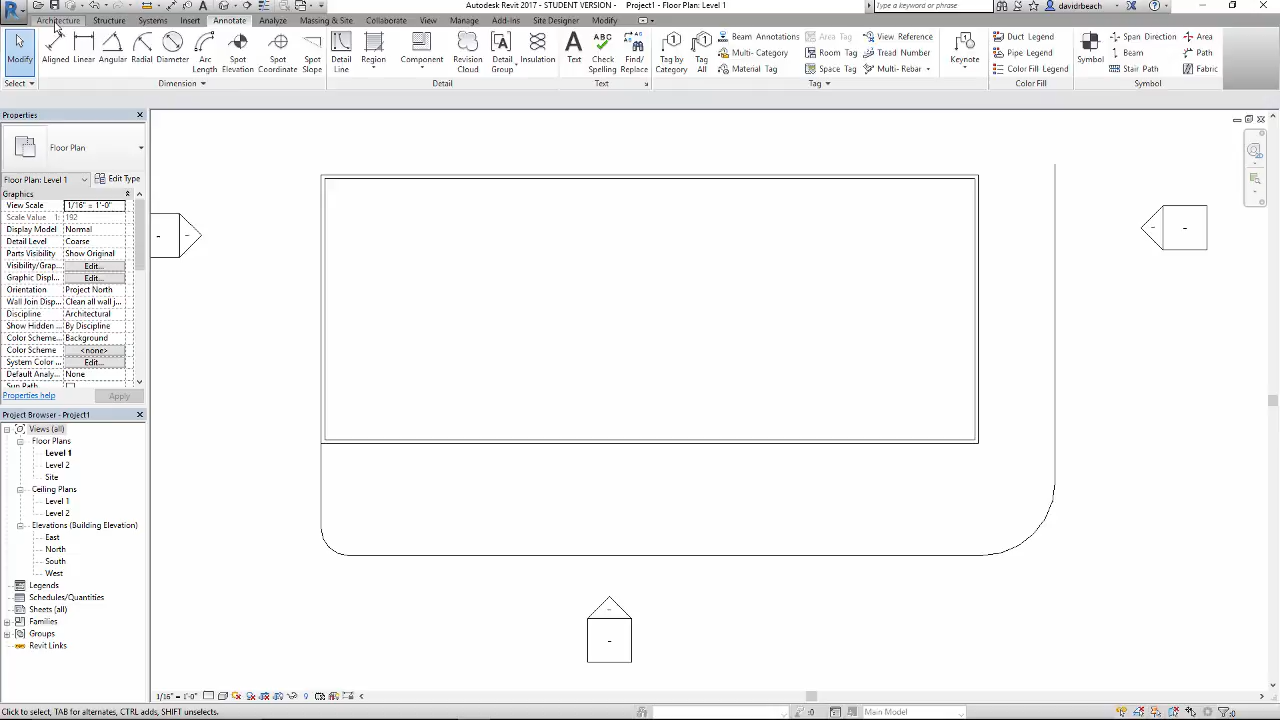 Autodesk Revit 2017 - STUDENT VERSION - Project1 - Floor Plan: Level 1
Type a keyword or phrase
davidbeach
Architecture Structure Systems Insert Annotate Analyze Massing & Site Collaborate View Manage Add-Ins Site Designer Modify
Modify
Aligned Linear Angular Radial Diameter Arc Length Spot Elevation Spot Coordinate Spot Slope
Detail Line Region Component Revision Cloud Detail Group Insulation
Text Check Spelling Find/ Replace
Tag by Category Tag All
Beam Annotations Area Tag View Reference
Multi- Category Room Tag Tread Number
Material Tag Space Tag Multi- Rebar
Keynote
Duct Legend
Pipe Legend
Color Fill Legend
Symbol
Span Direction Area
Beam Path
Stair Path Fabric
Select Dimension Detail Text Tag Color Fill Symbol
Properties
Floor Plan
Floor Plan: Level 1 Edit Type
Graphics
View Scale 1/16" = 1'-0"
Scale Value 1: 192
Display Model Normal
Detail Level Coarse
Parts Visibility Show Original
Visibility/Grap... Edit...
Graphic Displ... Edit...
Orientation Project North
Wall Join Disp... Clean all wall j...
Discipline Architectural
Show Hidden ... By Discipline
Color Scheme... Background
Color Scheme <none>
System Color ... Edit...
Default Analy... None
Sun Path
Properties help Apply
Project Browser - Project1
Views (all)
Floor Plans
Level 1
Level 2
Site
Ceiling Plans
Level 1
Level 2
Elevations (Building Elevation)
East
North
South
West
Legends
Schedules/Quantities
Sheets (all)
Families
Groups
Revit Links
1/16" = 1'-0"
Click to select, TAB for alternates, CTRL adds, SHIFT unselects.
:0
Main Model
:0